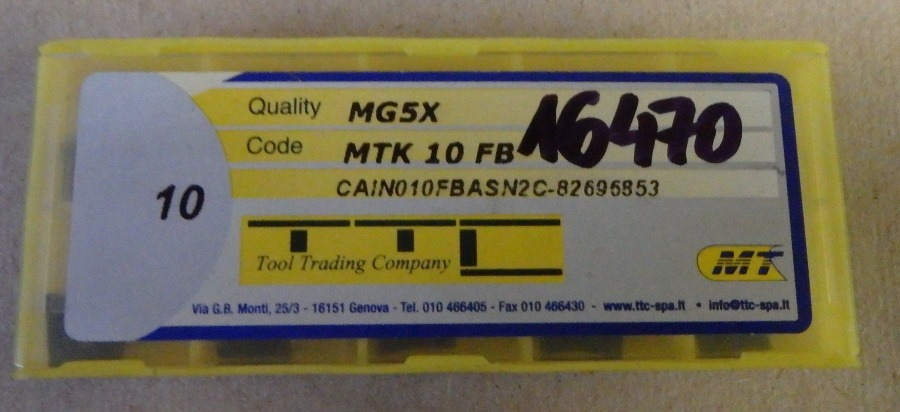 Quality MG5X
Code MTK 10 FB
16470
CAIN010FBASN2C-82696853
10
Tool Trading Company
MT
Via G.B. Monti, 25/3 - 16151 Genova - Tel. 010 466405 - Fax 010 466430 - www.ttc-spa.it • info@ttc-spa.it